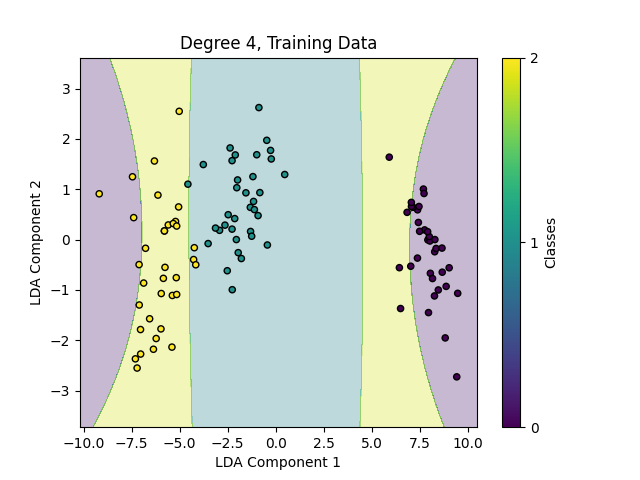 Degree 4, Training Data
3
2
1
0
−1
−2
−3
LDA Component 2
−10.0 −7.5 −5.0 −2.5 0.0 2.5 5.0 7.5 10.0
LDA Component 1
2
1
0
Classes